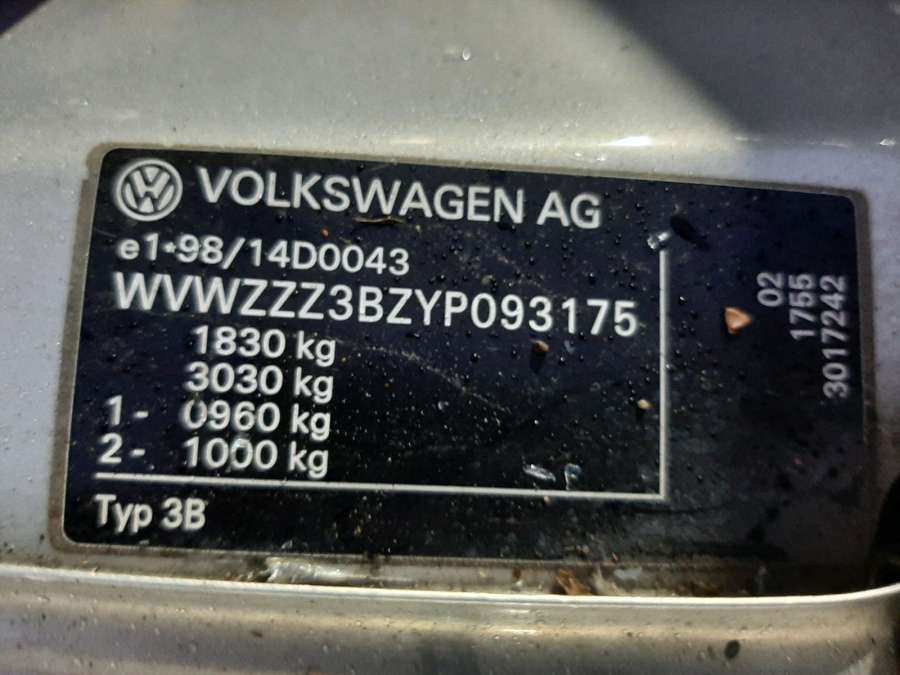 VOLKSWAGEN AG
e1*98/14D0043
WVWZZZ3BZYP093175
1830 kg
3030 kg
1- 0960 kg
2- 1000 kg
Typ 3B
02
1755
3017242